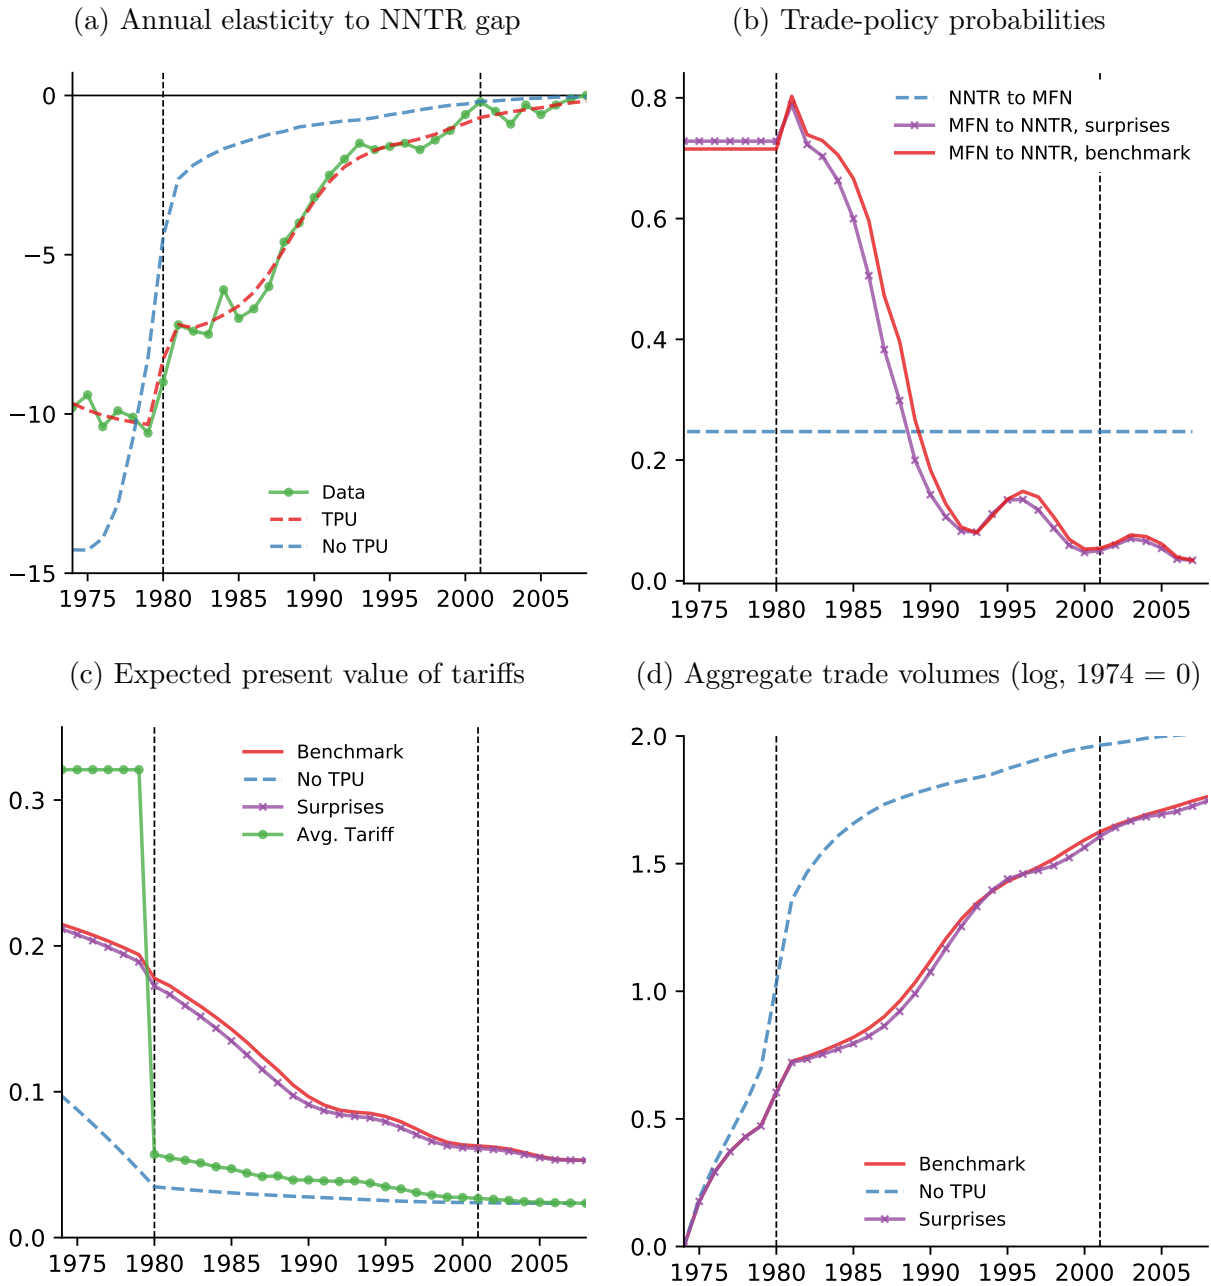 (a) Annual elasticity to NNTR gap
0
−5
−10
−15
1975 1980 1985 1990 1995 2000 2005
Data
TPU
No TPU
(b) Trade-policy probabilities
0.8
0.6
0.4
0.2
0.0
1975 1980 1985 1990 1995 2000 2005
NNTR to MFN
MFN to NNTR, surprises
MFN to NNTR, benchmark
(c) Expected present value of tariffs
0.3
0.2
0.1
0.0
1975 1980 1985 1990 1995 2000 2005
Benchmark
No TPU
Surprises
Avg. Tariff
(d) Aggregate trade volumes (log, 1974 = 0)
2.0
1.5
1.0
0.5
0.0
1975 1980 1985 1990 1995 2000 2005
Benchmark
No TPU
Surprises